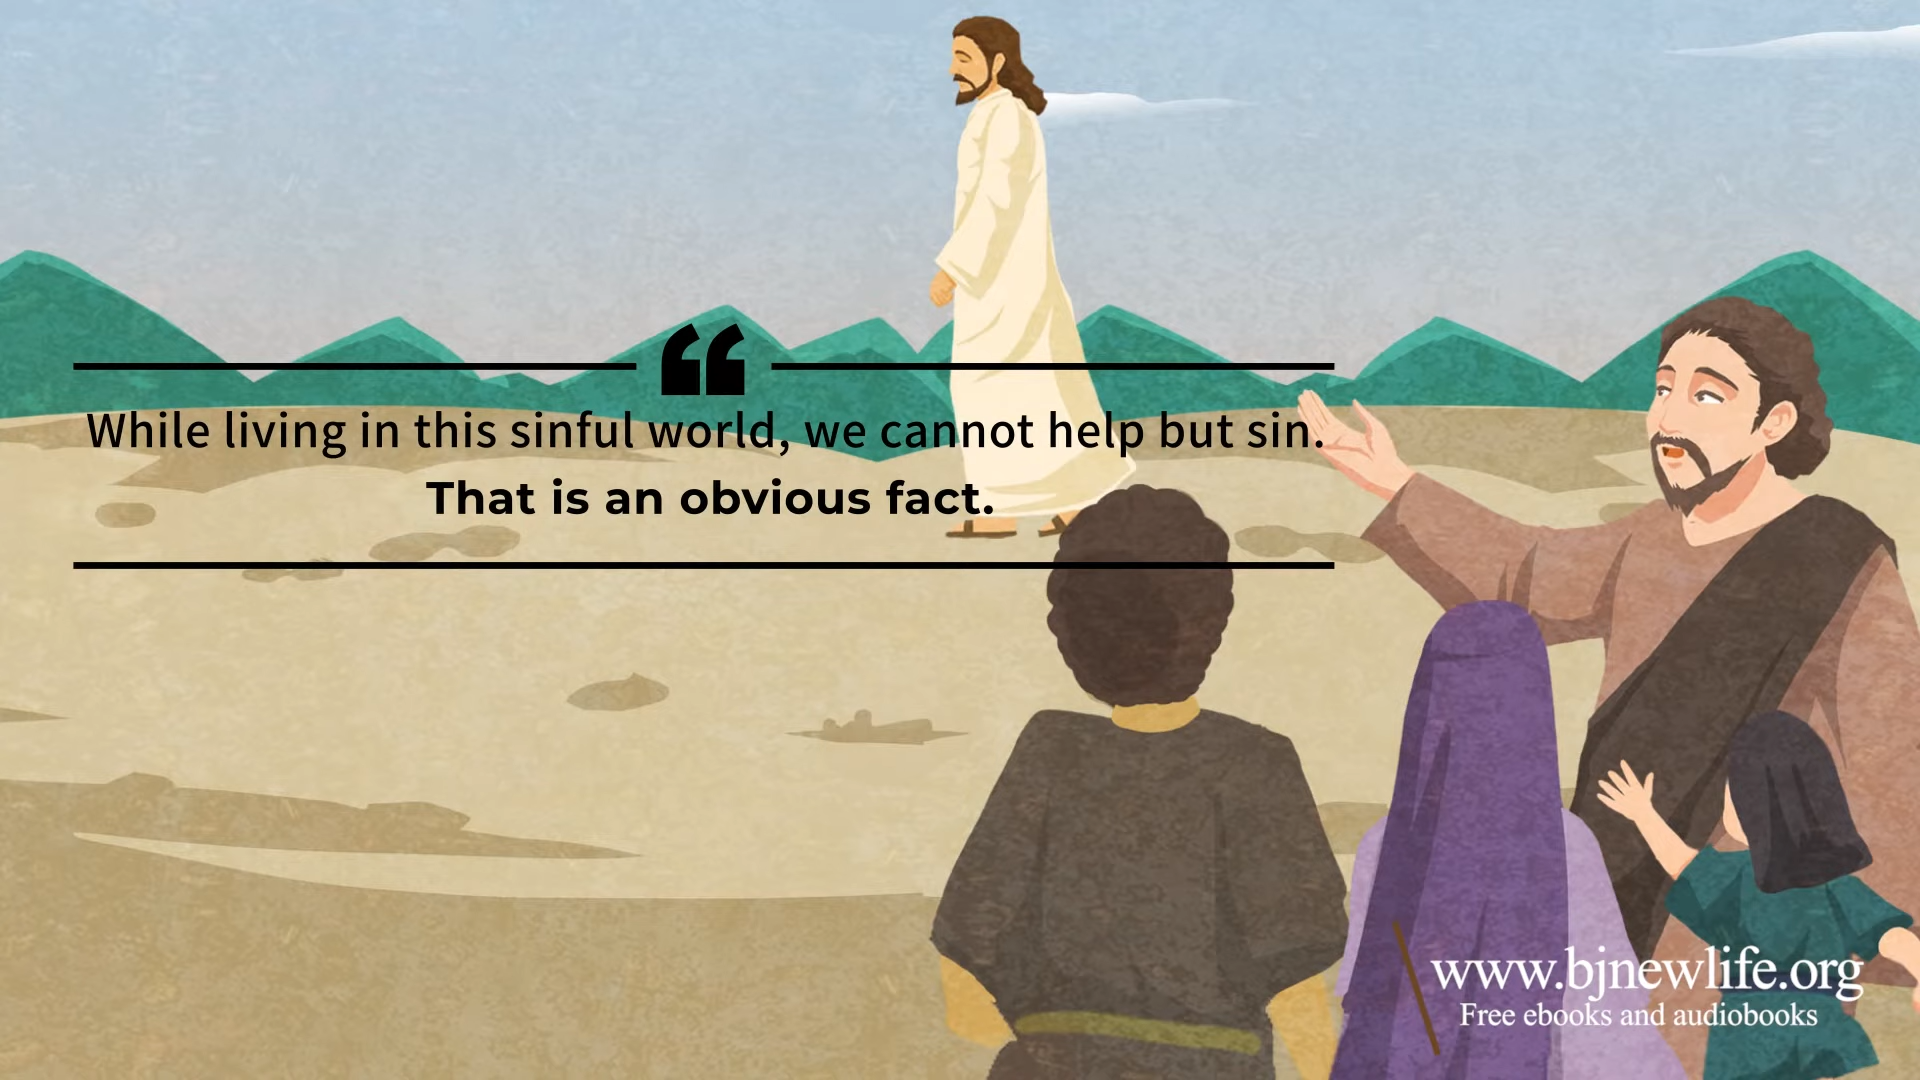 “
While living in this sinful world, we cannot help but sin.
That is an obvious fact.
www.bjnewlife.org
Free ebooks and audiobooks